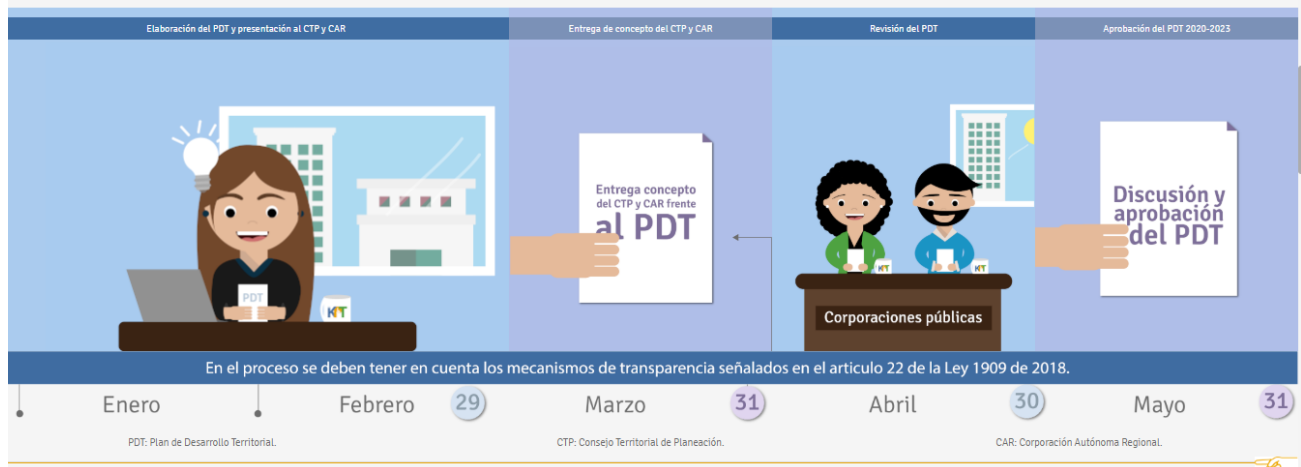 Elaboración del PDT y presentación al CTP y CAR
Entrega de concepto del CTP y CAR
Revisión del PDT
Aprobación del PDT 2020-2023
PDT
KIT
Entrega concepto
del CTP y CAR frente
al PDT
KIT
KIT
Corporaciones públicas
Discusión y
aprobación
del PDT
En el proceso se deben tener en cuenta los mecanismos de transparencia señalados en el articulo 22 de la Ley 1909 de 2018.
Enero
Febrero 29
Marzo 31
Abril 30
Mayo 31
PDT: Plan de Desarrollo Territorial.
CTP: Consejo Territorial de Planeación.
CAR: Corporación Autónoma Regional.